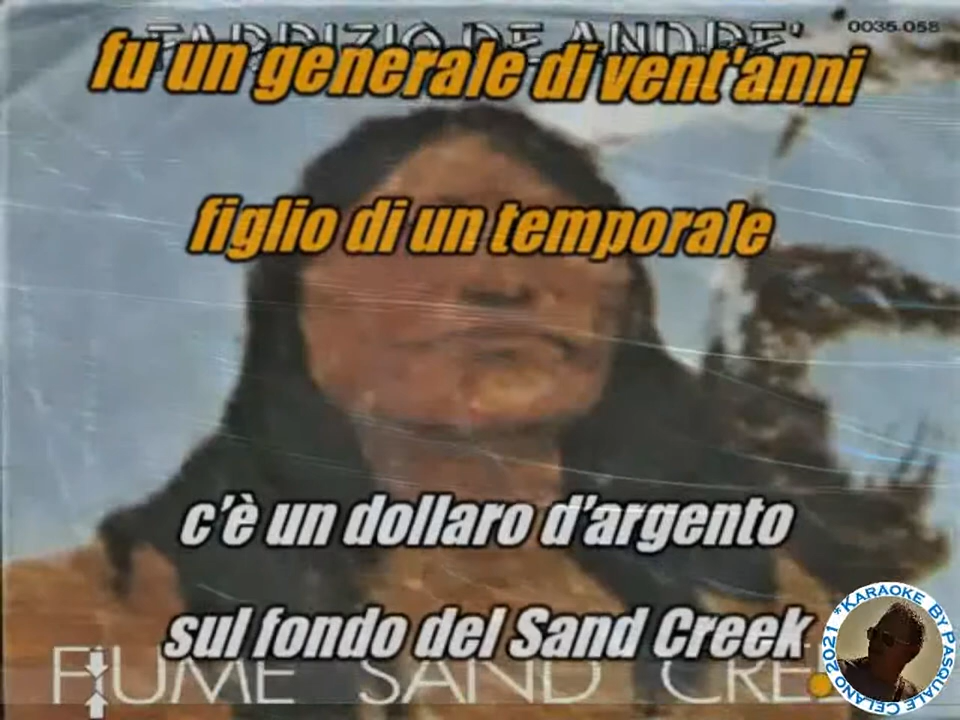 FABRIZIO DE ANDRE'
0035-058
fu un generale di vent'anni
figlio di un temporale
c'è un dollaro d'argento
sul fondo del Sand Creek
FIUME SAND CRE
*KARAOKE BY PASQUALE CELANO 2021